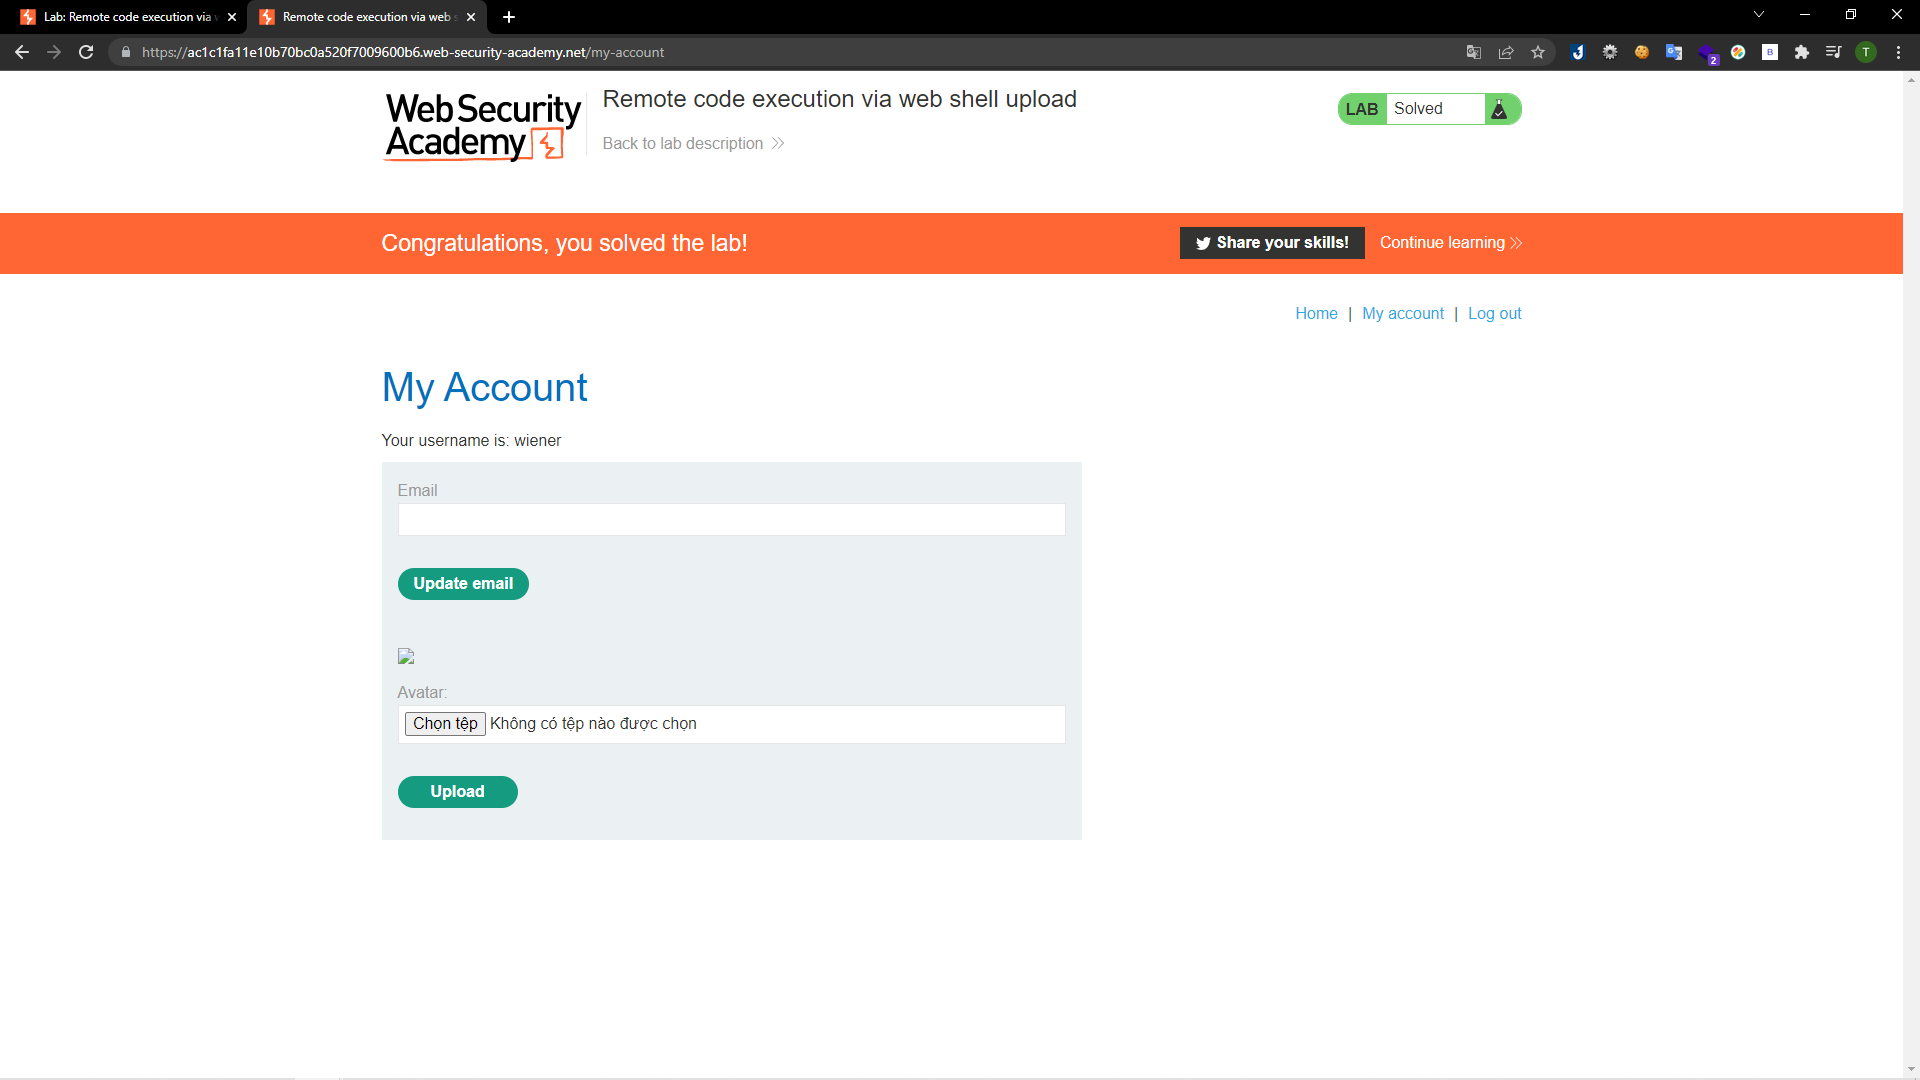 Lab: Remote code execution via w
Remote code execution via web s
https://ac1c1fa11e10b70bc0a520f7009600b6.web-security-academy.net/my-account
2
B
T
Web Security
Academy
Remote code execution via web shell upload
Back to lab description
LAB Solved
Congratulations, you solved the lab!
Share your skills!
Continue learning
Home | My account | Log out
My Account
Your username is: wiener
Email
Update email
Avatar:
Chọn tệp Không có tệp nào được chọn
Upload